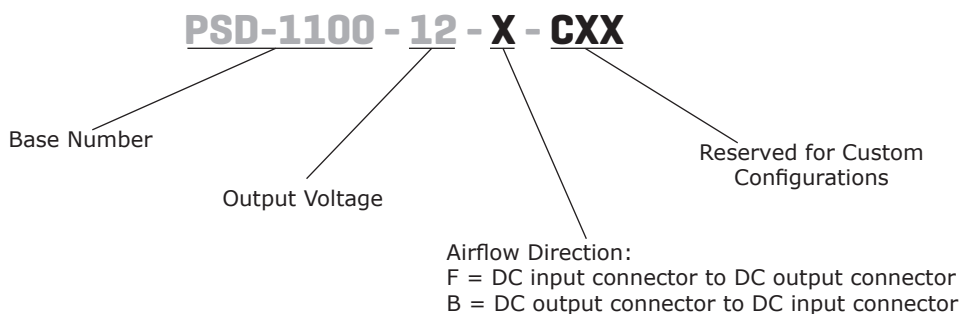 PSD-1100 - 12 - X - CXX
Base Number
Reserved for Custom
Configurations
Output Voltage
Airflow Direction:
F = DC input connector to DC output connector
B = DC output connector to DC input connector